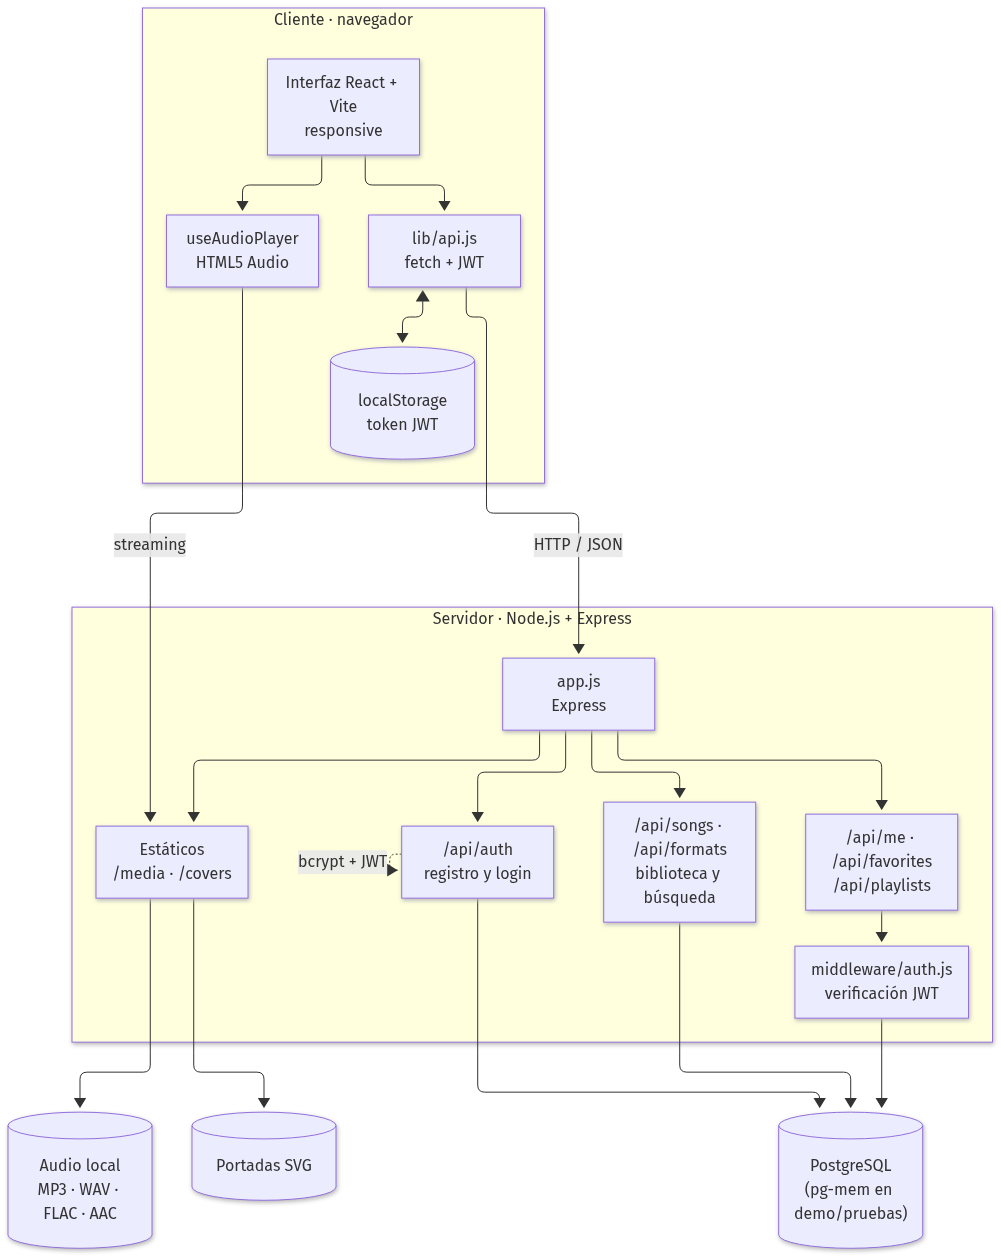 Cliente · navegador
Interfaz React +
Vite
responsive
useAudioPlayer
HTML5 Audio
lib/api.js
fetch + JWT
localStorage
token JWT
streaming
HTTP / JSON
Servidor · Node.js + Express
app.js
Express
Estáticos
/media · /covers
bcrypt + JWT
/api/auth
registro y login
/api/songs ·
/api/formats
biblioteca y
búsqueda
/api/me ·
/api/favorites
/api/playlists
middleware/auth.js
verificación JWT
Audio local
MP3 · WAV ·
FLAC · AAC
Portadas SVG
PostgreSQL
(pg-mem en
demo/pruebas)